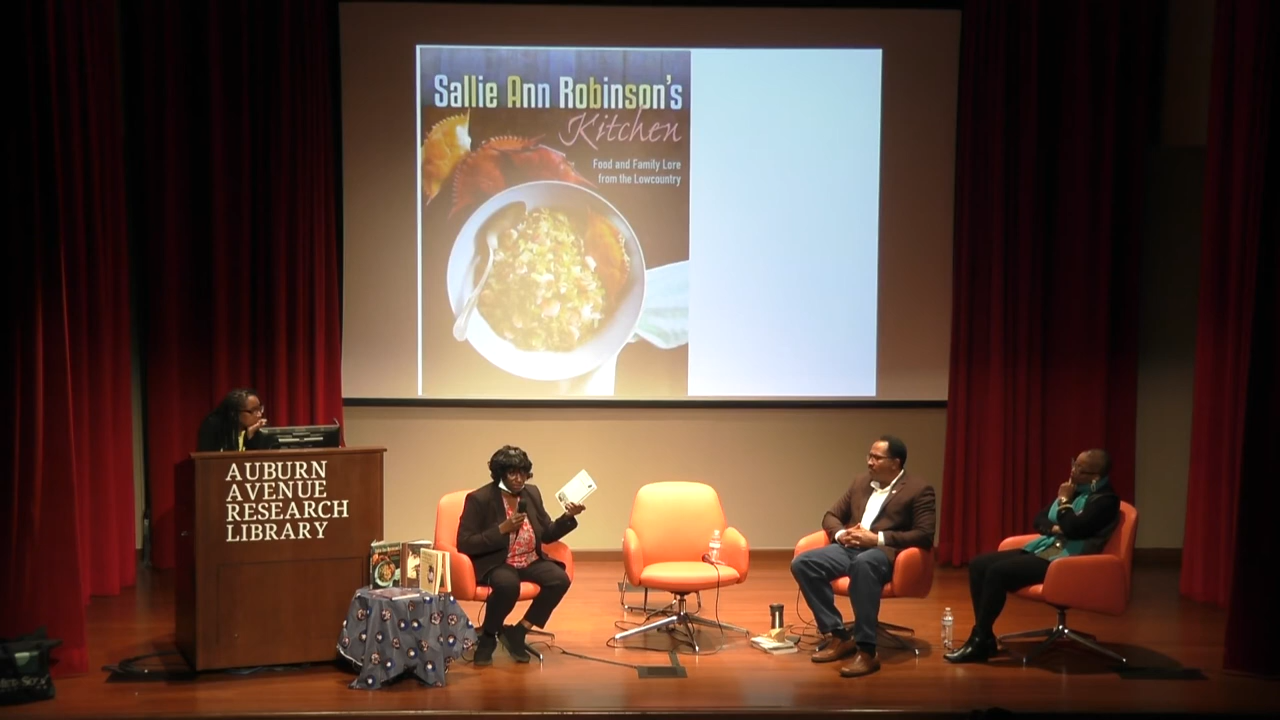 Sallie Ann Robinson's
Kitchen
Food and Family Lore
from the Lowcountry
AUBURN
AVENUE
RESEARCH
LIBRARY